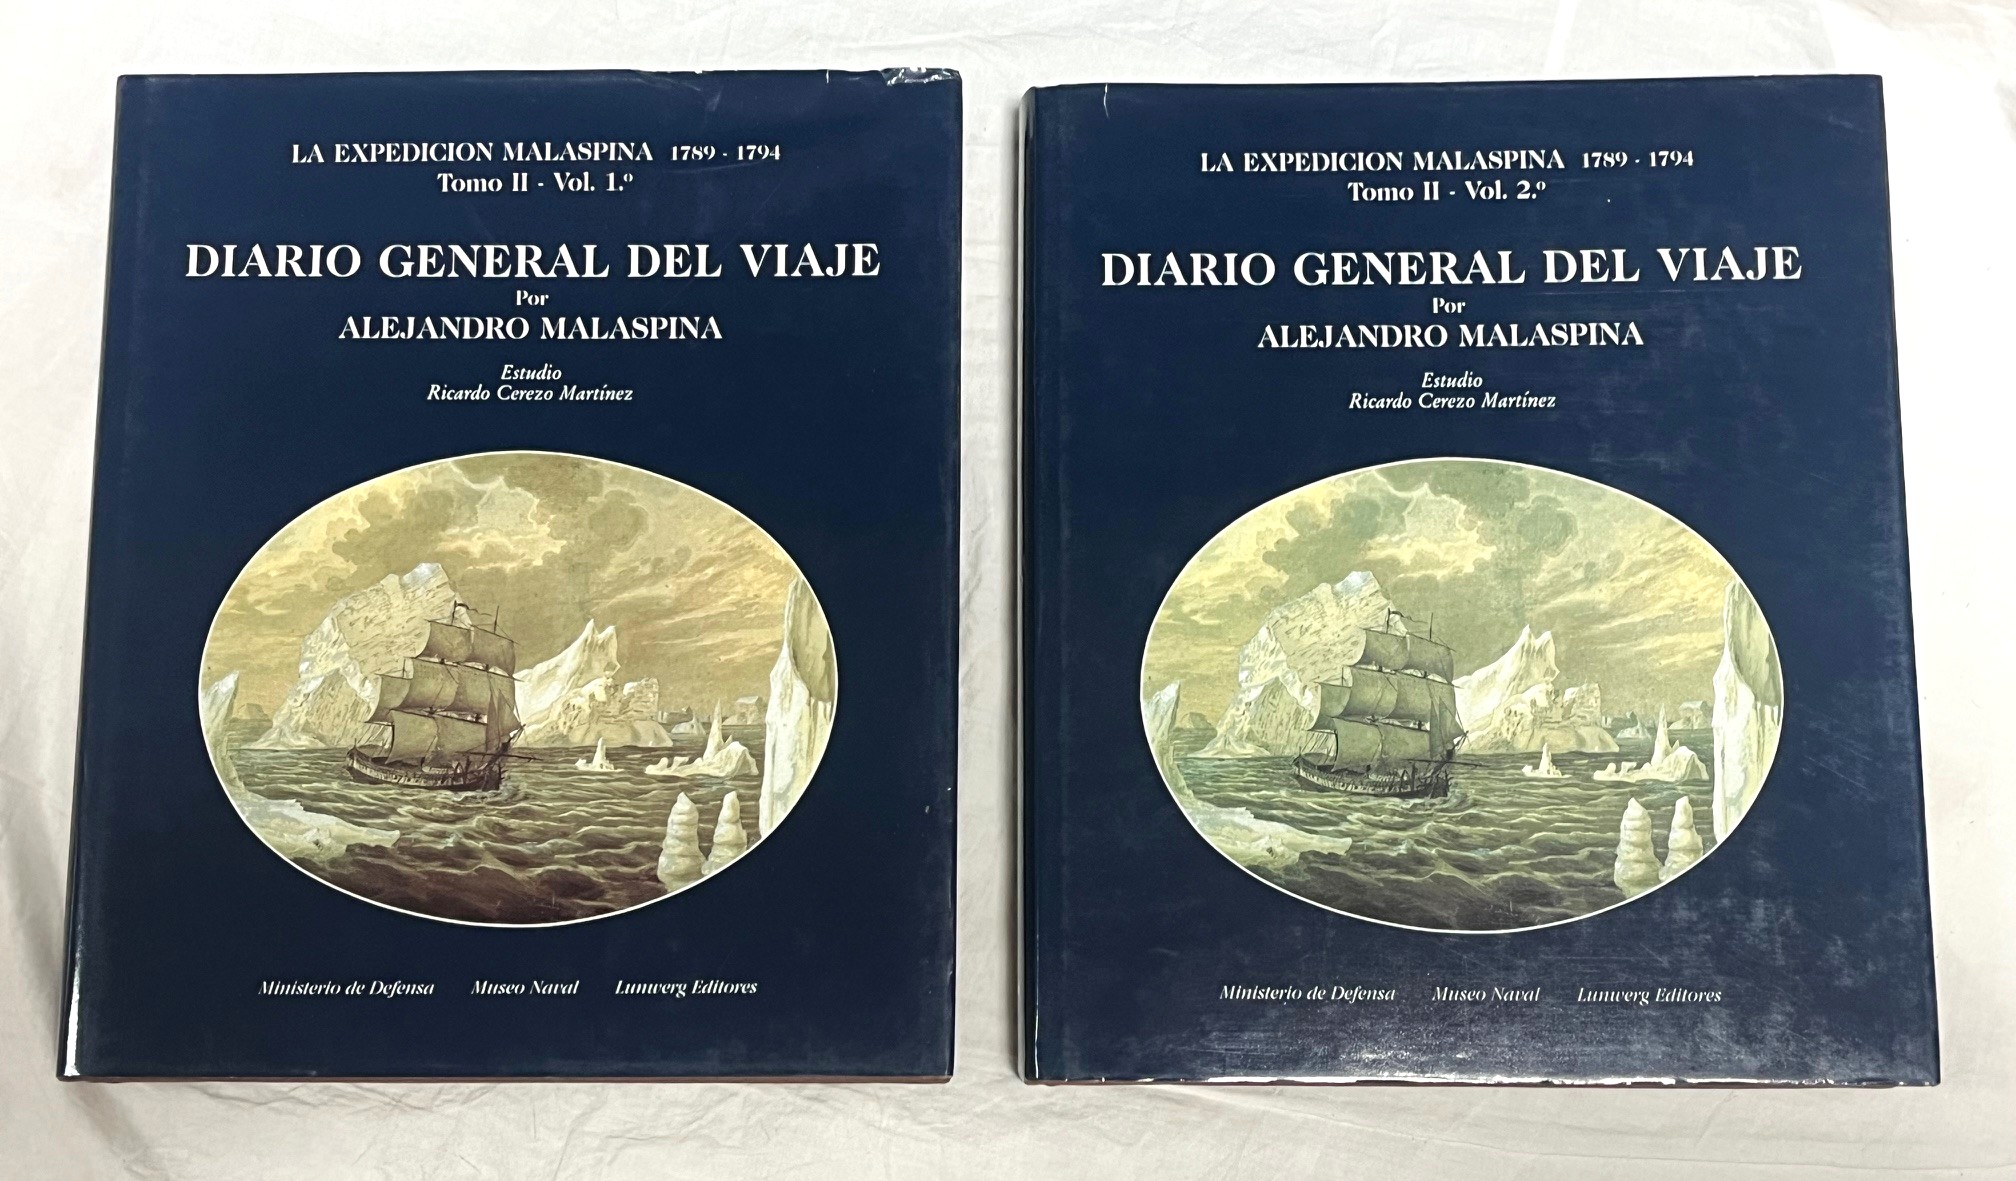 LA EXPEDICION MALASPINA 1789 - 1794
Tomo II - Vol. 1.º
DIARIO GENERAL DEL VIAJE
Por
ALEJANDRO MALASPINA
Estudio
Ricardo Cerezo Martínez
Ministerio de Defensa Museo Naval Lunwerg Editores
LA EXPEDICION MALASPINA 1789 - 1794
Tomo II - Vol. 2.º
DIARIO GENERAL DEL VIAJE
Por
ALEJANDRO MALASPINA
Estudio
Ricardo Cerezo Martínez
Ministerio de Defensa Museo Naval Lunwerg Editores